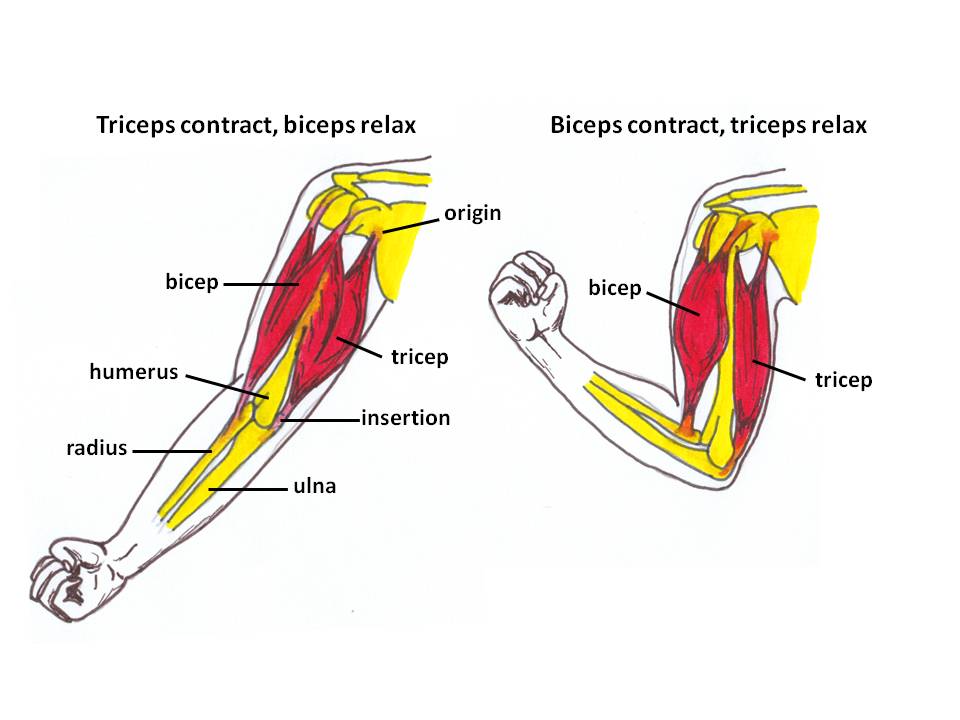 Triceps contract, biceps relax
Biceps contract, triceps relax
origin
bicep
bicep
tricep
humerus
tricep
insertion
radius
ulna